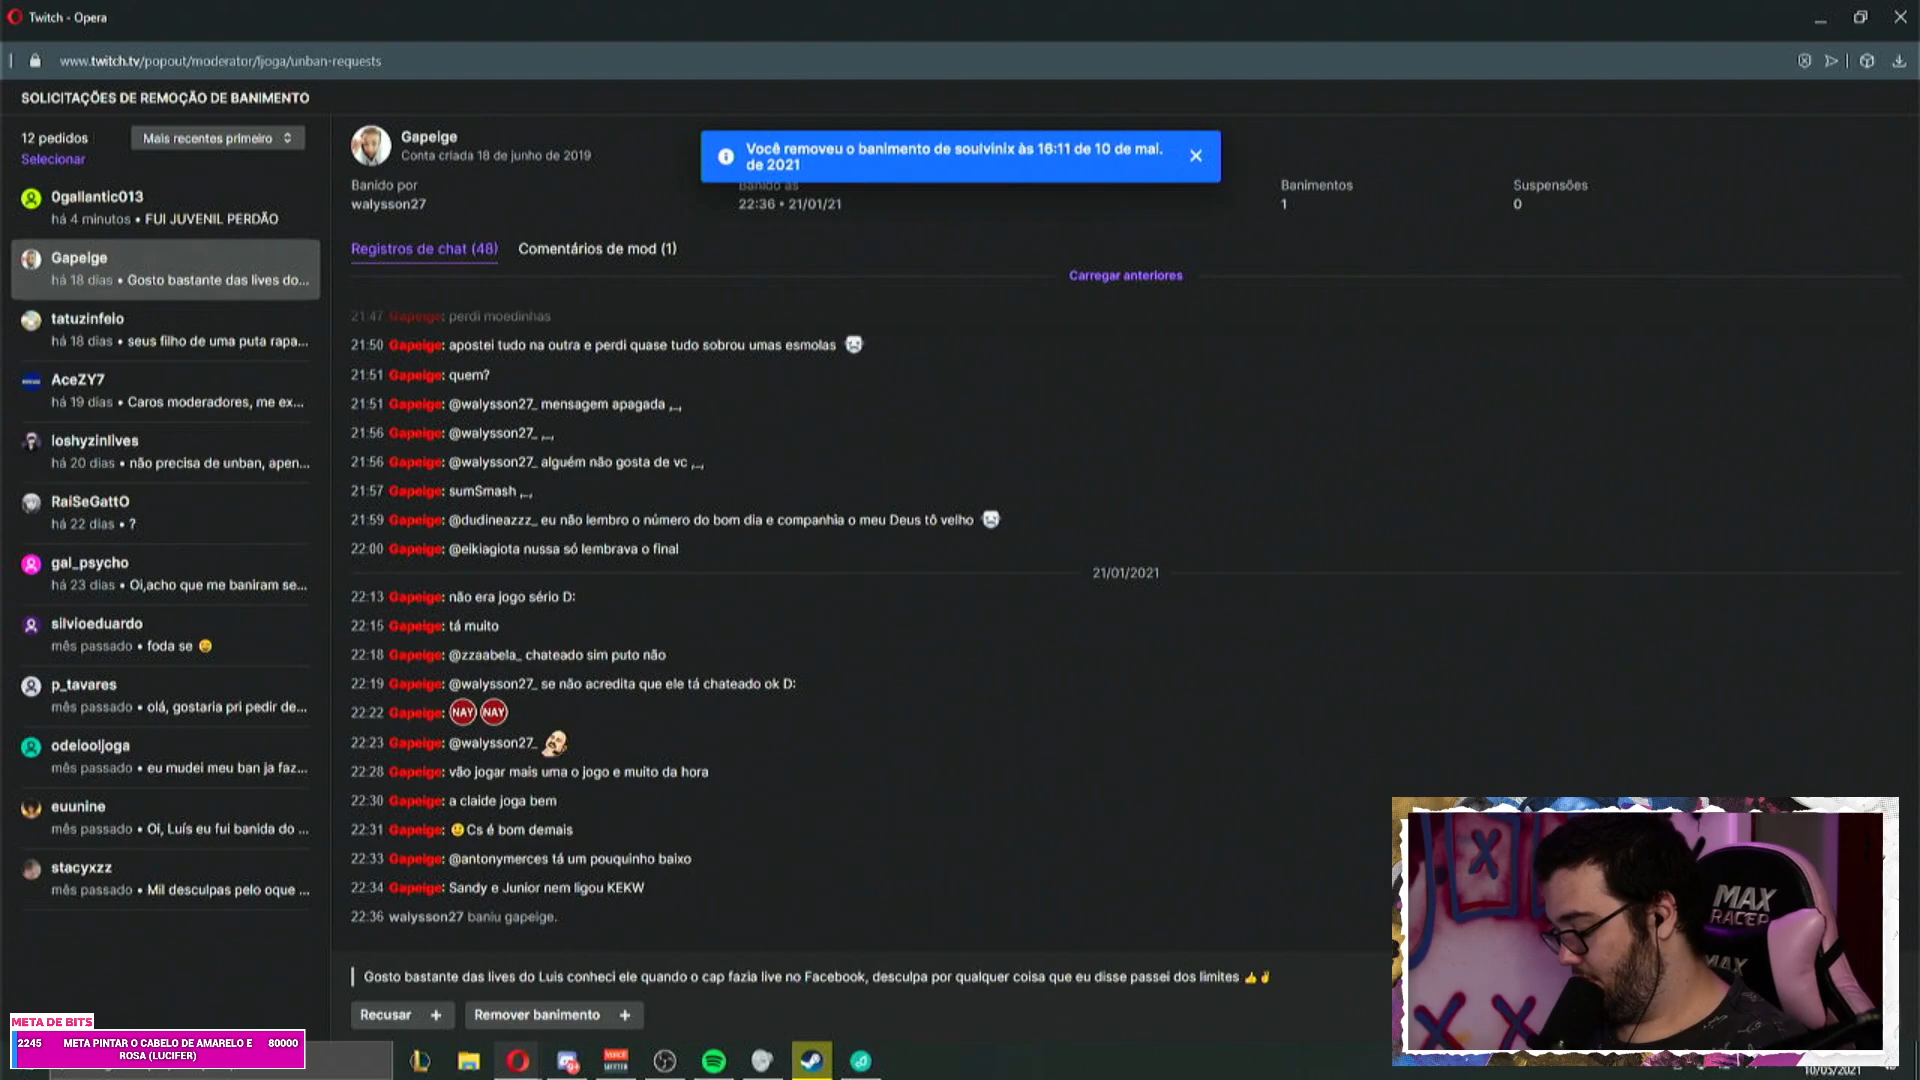 Twitch - Opera
www.twitch.tv/popout/moderator/ljoga/unban-requests
SOLICITAÇÕES DE REMOÇÃO DE BANIMENTO
12 pedidos
Mais recentes primeiro
Selecionar
0gallantic013
há 4 minutos • FUI JUVENIL PERDÃO
Gapeige
há 18 dias • Gosto bastante das lives do...
tatuzinfeio
há 18 dias • seus filho de uma puta rapa...
AceZY7
há 19 dias • Caros moderadores, me ex...
loshyzinlives
há 20 dias • não precisa de unban, apen...
RaiSeGattO
há 22 dias • ?
gal_psycho
há 23 dias • Oi,acho que me baniram se...
silvioeduardo
mês passado • foda se
p_tavares
mês passado • olá, gostaria pri pedir de...
odeiooljoga
mês passado • eu mudei meu ban ja faz...
euunine
mês passado • Oi, Luís eu fui banida do ...
stacyxzz
mês passado • Mil desculpas pelo oque ...
Gapeige
Conta criada 18 de junho de 2019
Você removeu o banimento de soulvinix às 16:11 de 10 de mai.
de 2021
Banido por
walysson27
Banido às
22:36 • 21/01/21
Banimentos
1
Suspensões
0
Registros de chat (48)
Comentários de mod (1)
Carregar anteriores
21:47 Gapeige: perdi moedinhas
21:50 Gapeige: apostei tudo na outra e perdi quase tudo sobrou umas esmolas
21:51 Gapeige: quem?
21:51 Gapeige: @walysson27_ mensagem apagada
21:56 Gapeige: @walysson27_
21:56 Gapeige: @walysson27_ alguém não gosta de vc
21:57 Gapeige: sumSmash
21:59 Gapeige: @dudineazzz_ eu não lembro o número do bom dia e companhia o meu Deus tô velho
22:00 Gapeige: @eikiagiota nussa só lembrava o final
21/01/2021
22:13 Gapeige: não era jogo sério D:
22:15 Gapeige: tá muito
22:18 Gapeige: @zzaabela_ chateado sim puto não
22:19 Gapeige: @walysson27_ se não acredita que ele tá chateado ok D:
22:22 Gapeige: NAY NAY
22:23 Gapeige: @walysson27_
22:28 Gapeige: vão jogar mais uma o jogo e muito da hora
22:30 Gapeige: a claide joga bem
22:31 Gapeige: Cs é bom demais
22:33 Gapeige: @antonymerces tá um pouquinho baixo
22:34 Gapeige: Sandy e Junior nem ligou KEKW
22:36 walysson27 baniu gapeige.
Gosto bastante das lives do Luis conheci ele quando o cap fazia live no Facebook, desculpa por qualquer coisa que eu disse passei dos limites 👍✌
Recusar +
Remover banimento +
META DE BITS
2245 META PINTAR O CABELO DE AMARELO E 80000
ROSA (LUCIFER)
MAX
RACER
MAX
10/05/2021